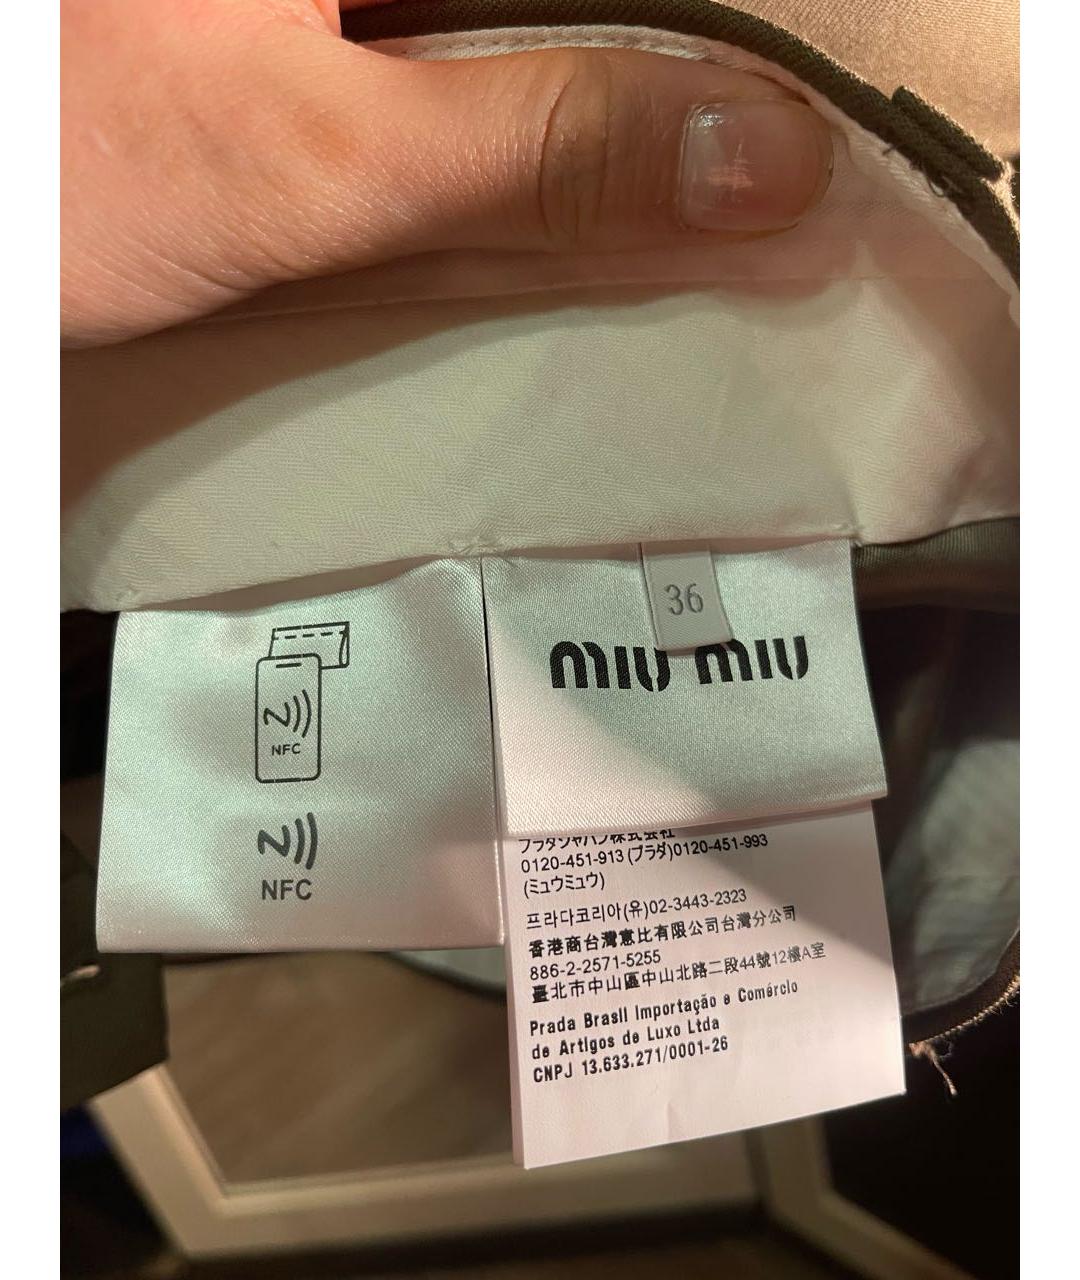 36
miu miu
NFC
NFC
プラダジャパン株式会社
0120-451-913 (プラダ)0120-451-993
(ミュウミュウ)
프라다코리아(유)02-3443-2323
香港商台灣意比有限公司台灣分公司
886-2-2571-5255
臺北市中山區中山北路二段44號12樓A室
Prada Brasil Importação e Comércio
de Artigos de Luxo Ltda
CNPJ 13.633.271/0001-26